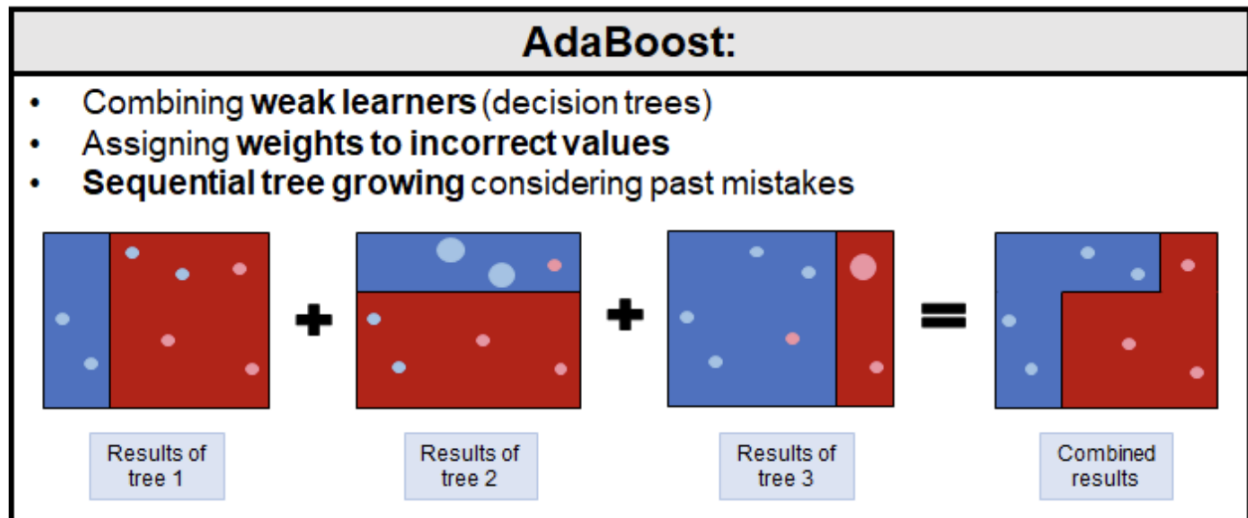 AdaBoost:
• Combining weak learners (decision trees)
• Assigning weights to incorrect values
• Sequential tree growing considering past mistakes
Results of
tree 1
Results of
tree 2
Results of
tree 3
Combined
results